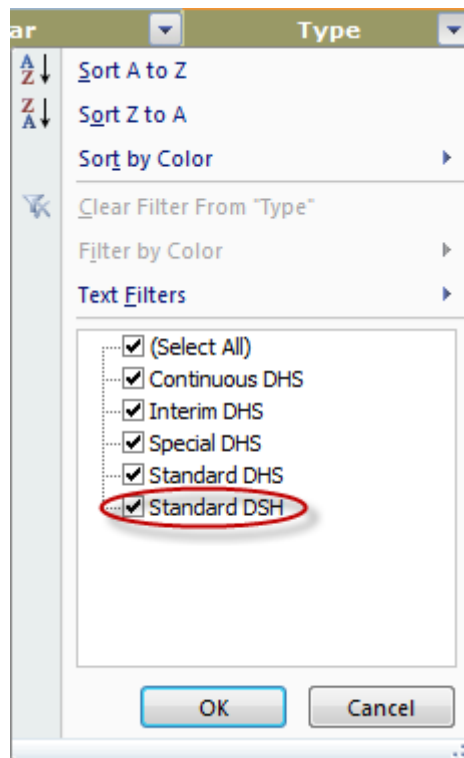 ar Type
Sort A to Z
Sort Z to A
Sort by Color
Clear Filter From "Type"
Filter by Color
Text Filters
(Select All)
Continuous DHS
Interim DHS
Special DHS
Standard DHS
Standard DSH
OK Cancel